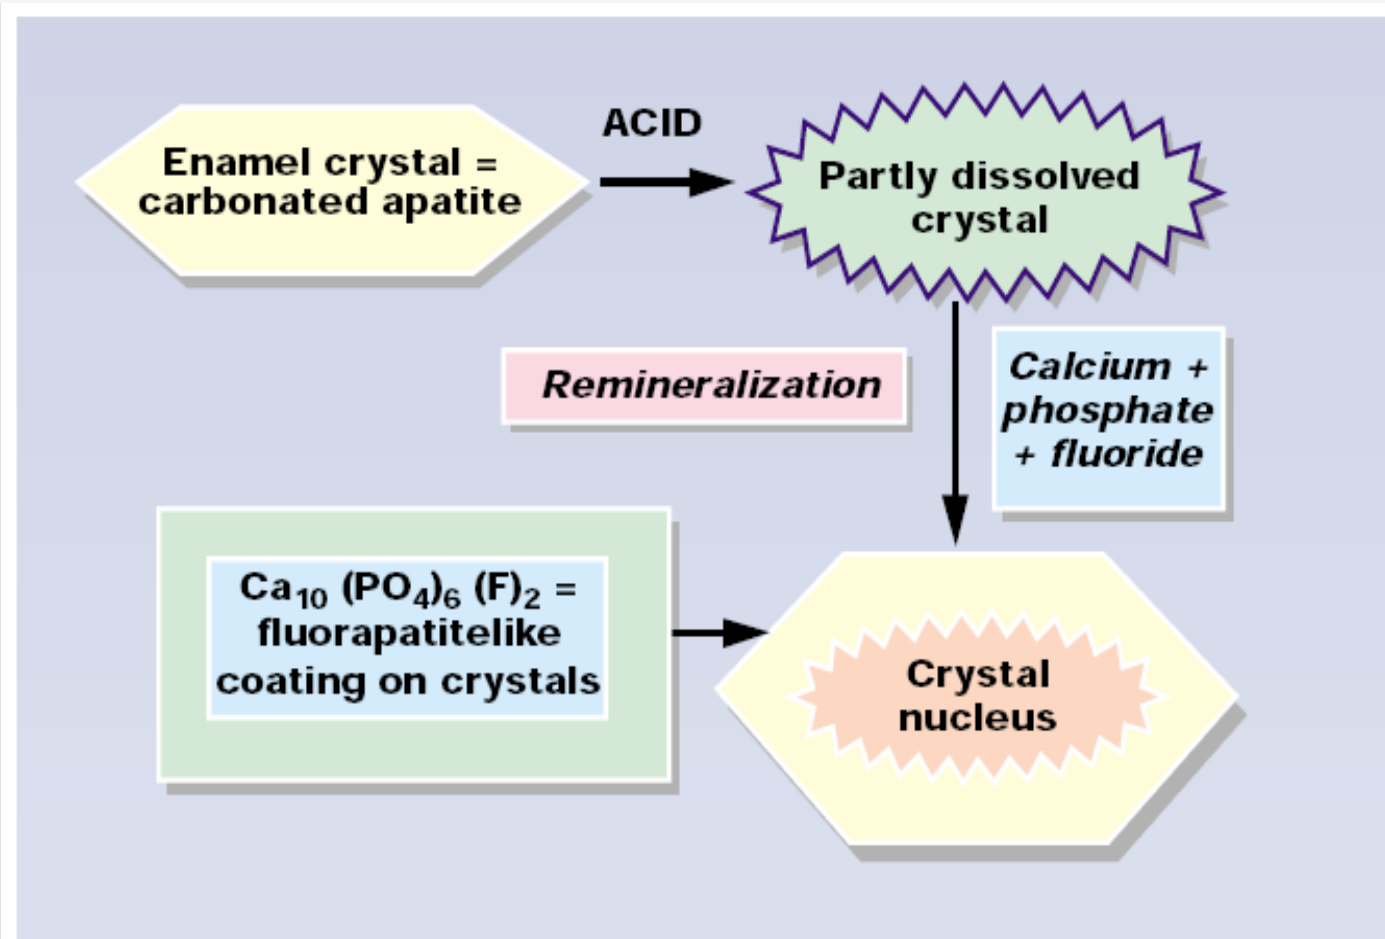 ACID
Enamel crystal =
carbonated apatite
Partly dissolved
crystal
Remineralization
Calcium +
phosphate
+ fluoride
Ca₁₀ (PO₄)₆ (F)₂ =
fluorapatitelike
coating on crystals
Crystal
nucleus